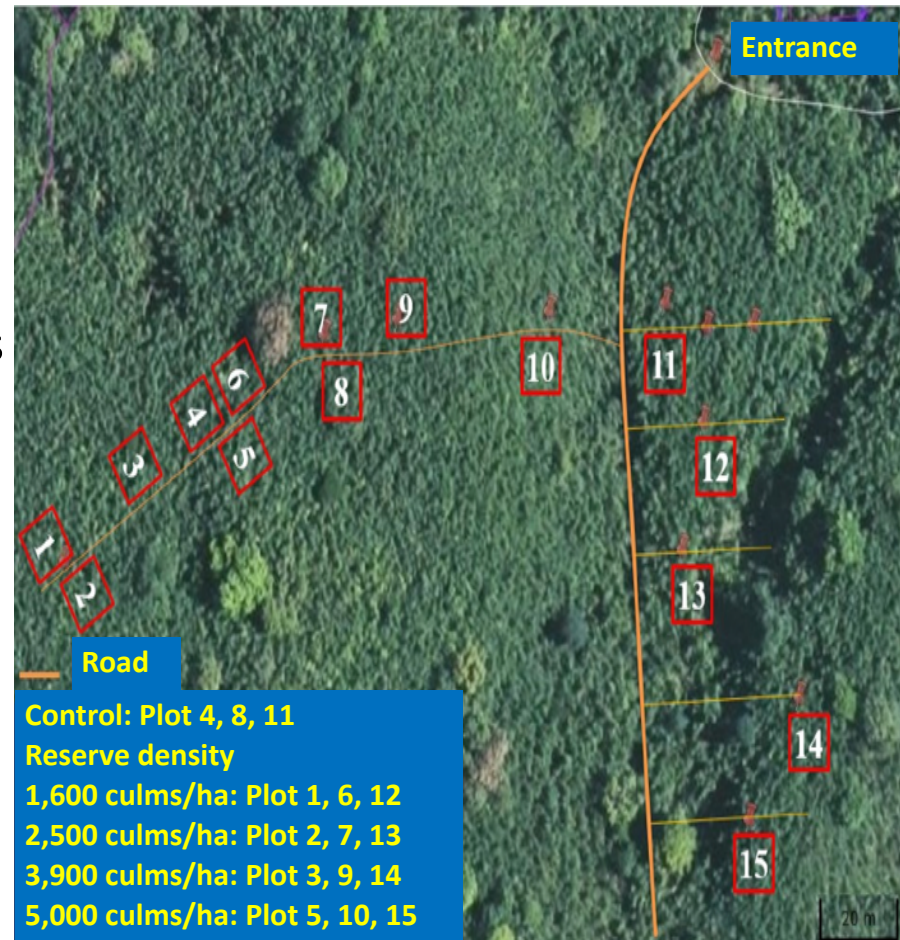 Entrance
7
9
6
8
10
11
4
5
3
12
1
2
13
Road
Control: Plot 4, 8, 11
Reserve density
1,600 culms/ha: Plot 1, 6, 12
2,500 culms/ha: Plot 2, 7, 13
3,900 culms/ha: Plot 3, 9, 14
5,000 culms/ha: Plot 5, 10, 15
14
15
20 m